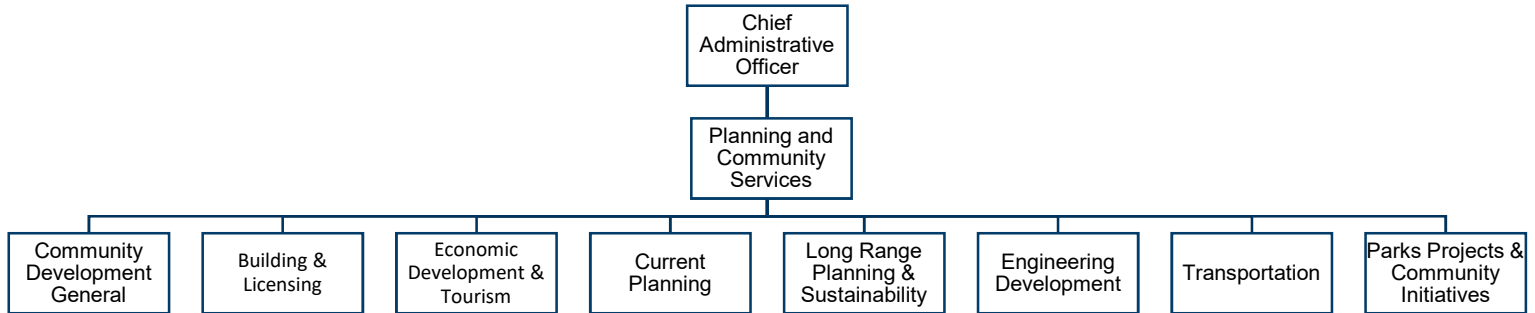 Chief
Administrative
Officer
Planning and
Community
Services
Community
Development
General
Building &
Licensing
Economic
Development &
Tourism
Current
Planning
Long Range
Planning &
Sustainability
Engineering
Development
Transportation
Parks Projects &
Community
Initiatives